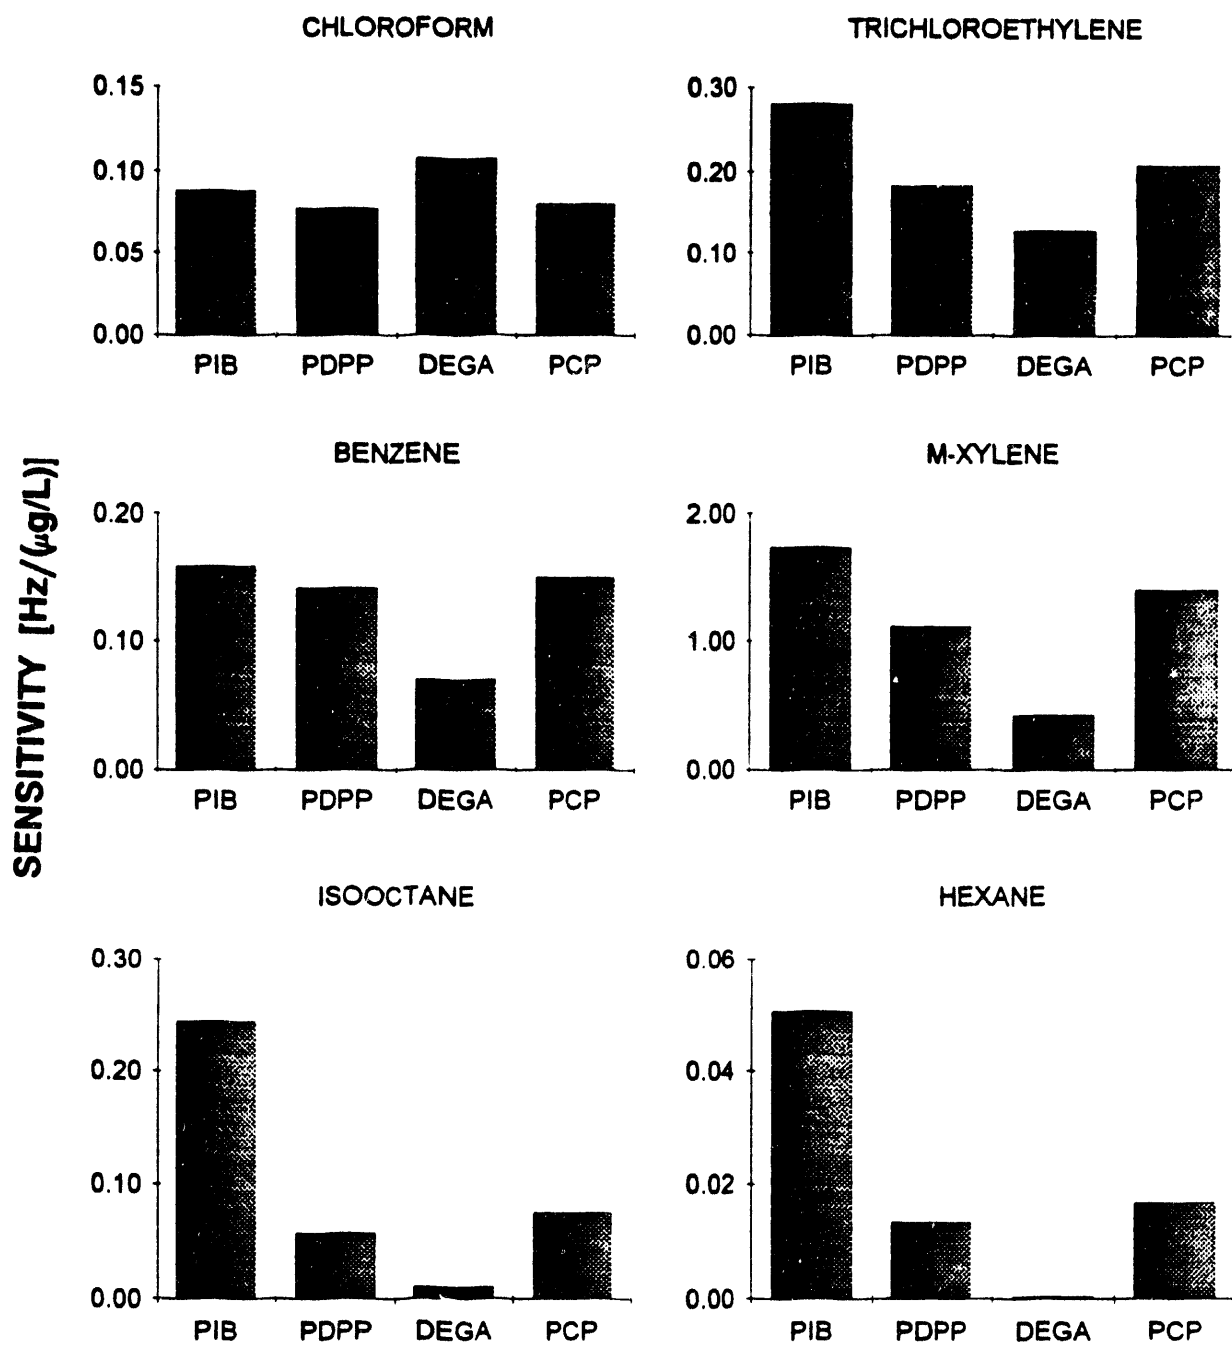 CHLOROFORM
0.15
0.10
0.05
0.00
PIB PDPP DEGA PCP
TRICHLOROETHYLENE
0.30
0.20
0.10
0.00
PIB PDPP DEGA PCP
SENSITIVITY [Hz/(µg/L)]
BENZENE
0.20
0.10
0.00
PIB PDPP DEGA PCP
M-XYLENE
2.00
1.00
0.00
PIB PDPP DEGA PCP
ISOOCTANE
0.30
0.20
0.10
0.00
PIB PDPP DEGA PCP
HEXANE
0.06
0.04
0.02
0.00
PIB PDPP DEGA PCP